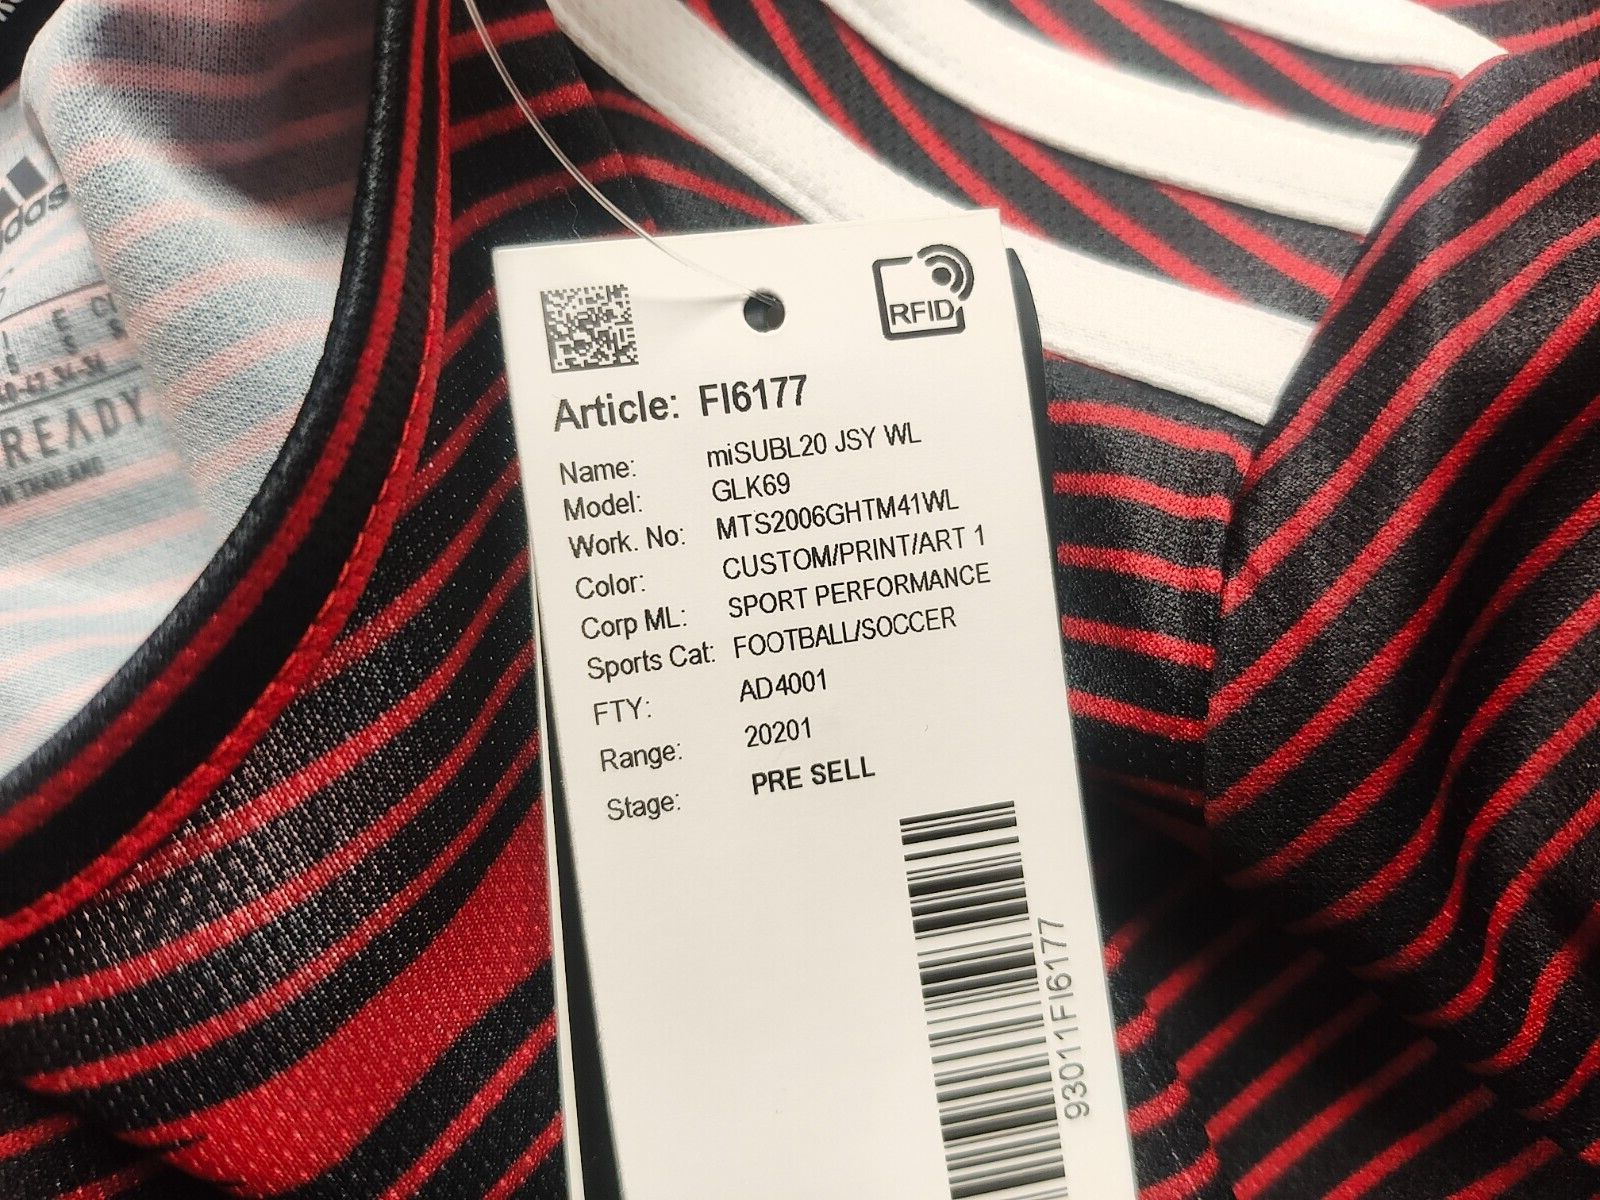 RFID
Article: FI6177
Name: miSUBL20 JSY WL
Model: GLK69
Work. No: MTS2006GHTM41WL
Color: CUSTOM/PRINT/ART 1
Corp ML: SPORT PERFORMANCE
Sports Cat: FOOTBALL/SOCCER
FTY: AD4001
Range: 20201
Stage: PRE SELL
93011FI6177
READY
THAILAND